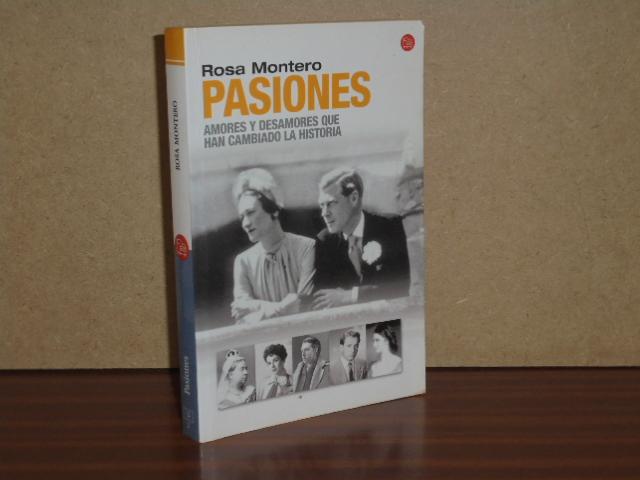 Rosa Montero
PASIONES
AMORES Y DESAMORES QUE
HAN CAMBIADO LA HISTORIA
ROSA MONTERO
Pasiones